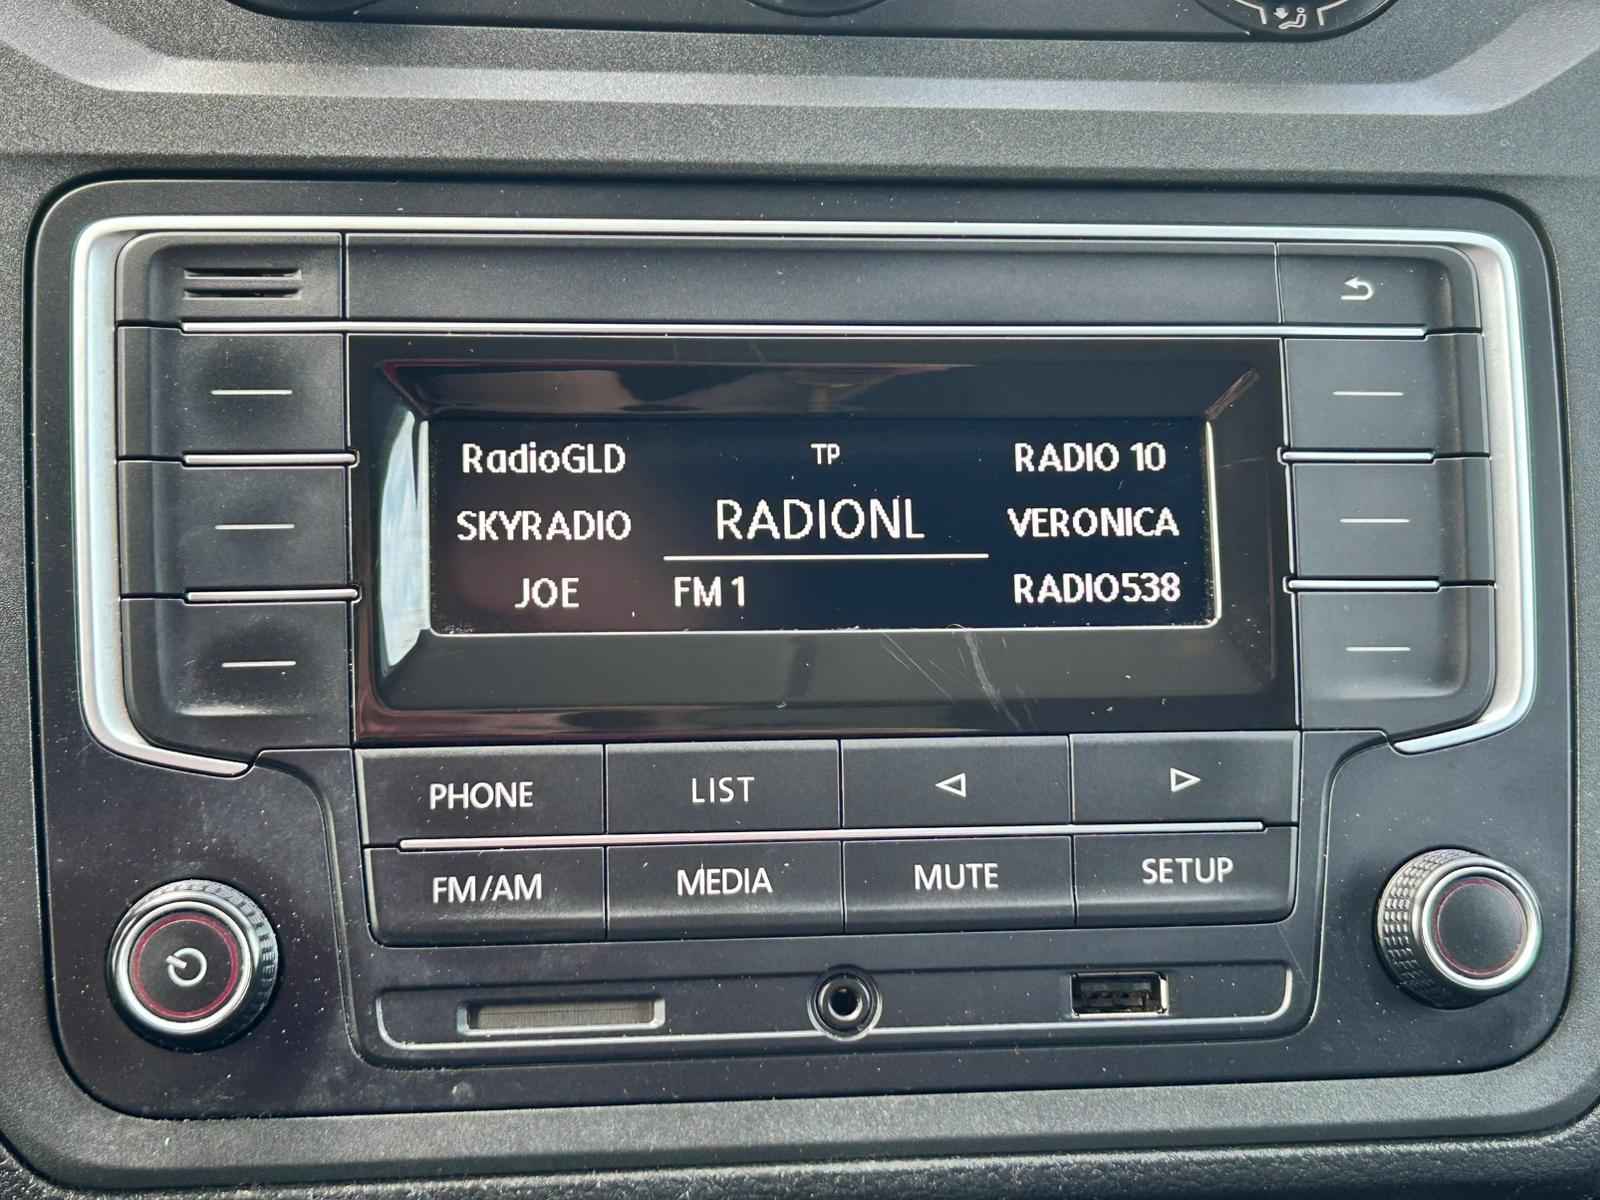 RadioGLD TP RADIO 10
SKYRADIO RADIONL VERONICA
JOE FM 1 RADIO538
PHONE LIST
FM/AM MEDIA MUTE SETUP